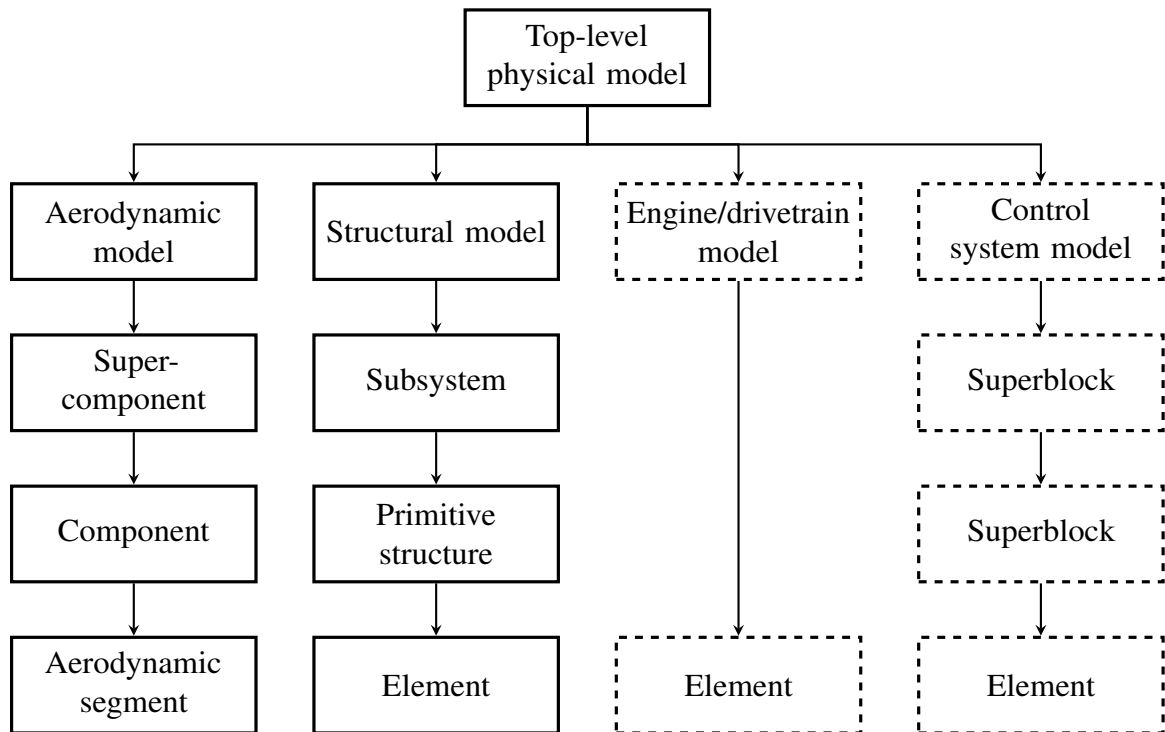 Top-level
physical model
Aerodynamic
model
Structural model
Engine/drivetrain
model
Control
system model
Super-
component
Subsystem
Superblock
Component
Primitive
structure
Superblock
Aerodynamic
segment
Element
Element
Element